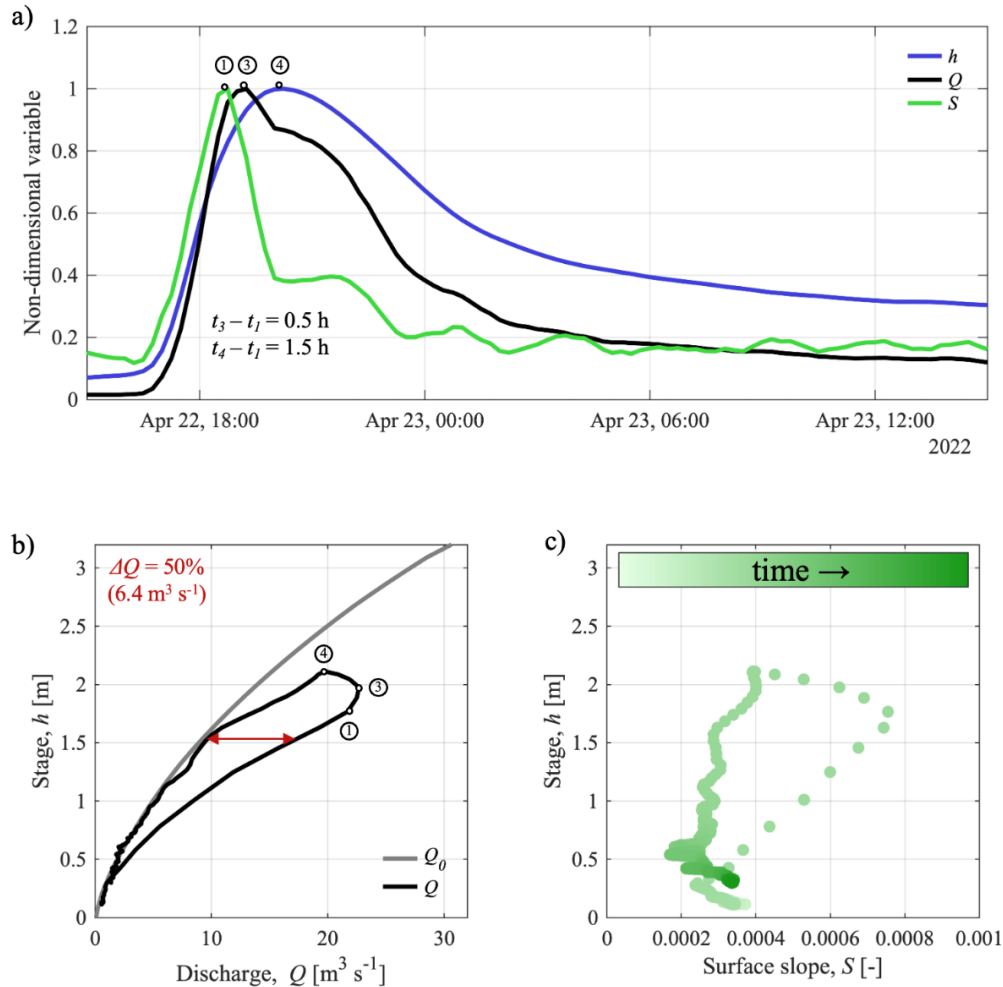 a)
1.2
1
0.8
0.6
0.4
0.2
0
Non-dimensional variable
① ③ ④
h
Q
S
t₃ – t₁ = 0.5 h
t₄ – t₁ = 1.5 h
Apr 22, 18:00 Apr 23, 00:00 Apr 23, 06:00 Apr 23, 12:00
2022
b)
ΔQ = 50%
(6.4 m³ s⁻¹)
3
2.5
2
1.5
1
0.5
0
Stage, h [m]
④
③
①
Q₀
Q
0 10 20 30
Discharge, Q [m³ s⁻¹]
c)
time →
3
2.5
2
1.5
1
0.5
0
Stage, h [m]
0 0.0002 0.0004 0.0006 0.0008 0.001
Surface slope, S [-]